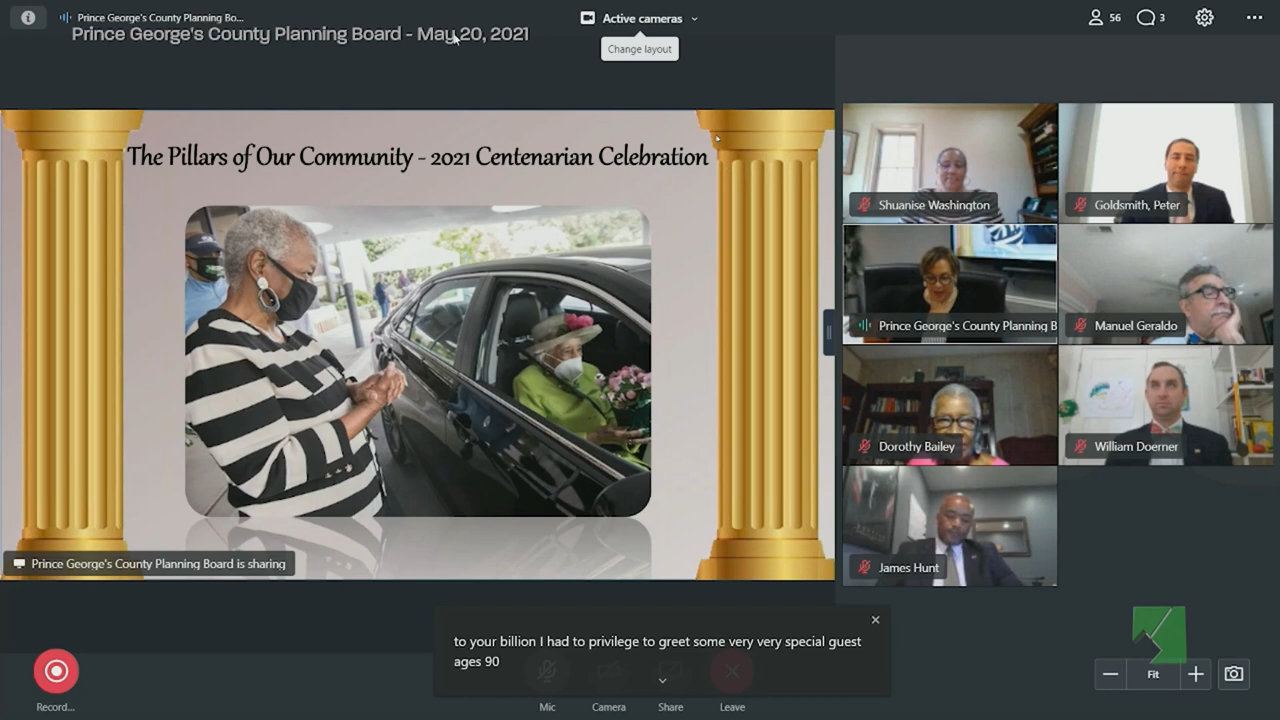 Prince George's County Planning Bo...
Active cameras
56
3
Prince George's County Planning Board - May 20, 2021
Change layout
The Pillars of Our Community - 2021 Centenarian Celebration
Shuanise Washington
Goldsmith, Peter
Prince George's County Planning B
Manuel Geraldo
Dorothy Bailey
William Doerner
James Hunt
Prince George's County Planning Board is sharing
to your billion I had to privilege to greet some very very special guest
ages 90
Fit
Record...
Mic
Camera
Share
Leave